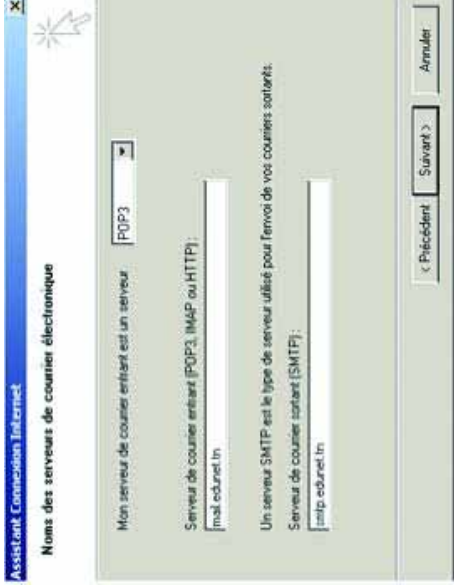 Assistant Connexion Internet
Noms des serveurs de courrier électronique
Mon serveur de courrier entrant est un serveur POP3
Serveur de courrier entrant (POP3, IMAP ou HTTP) :
mail.edunet.tn
Un serveur SMTP est le type de serveur utilisé pour l'envoi de vos courriers sortants.
Serveur de courrier sortant (SMTP) :
smtp.edunet.tn
< Précédent Suivant > Annuler